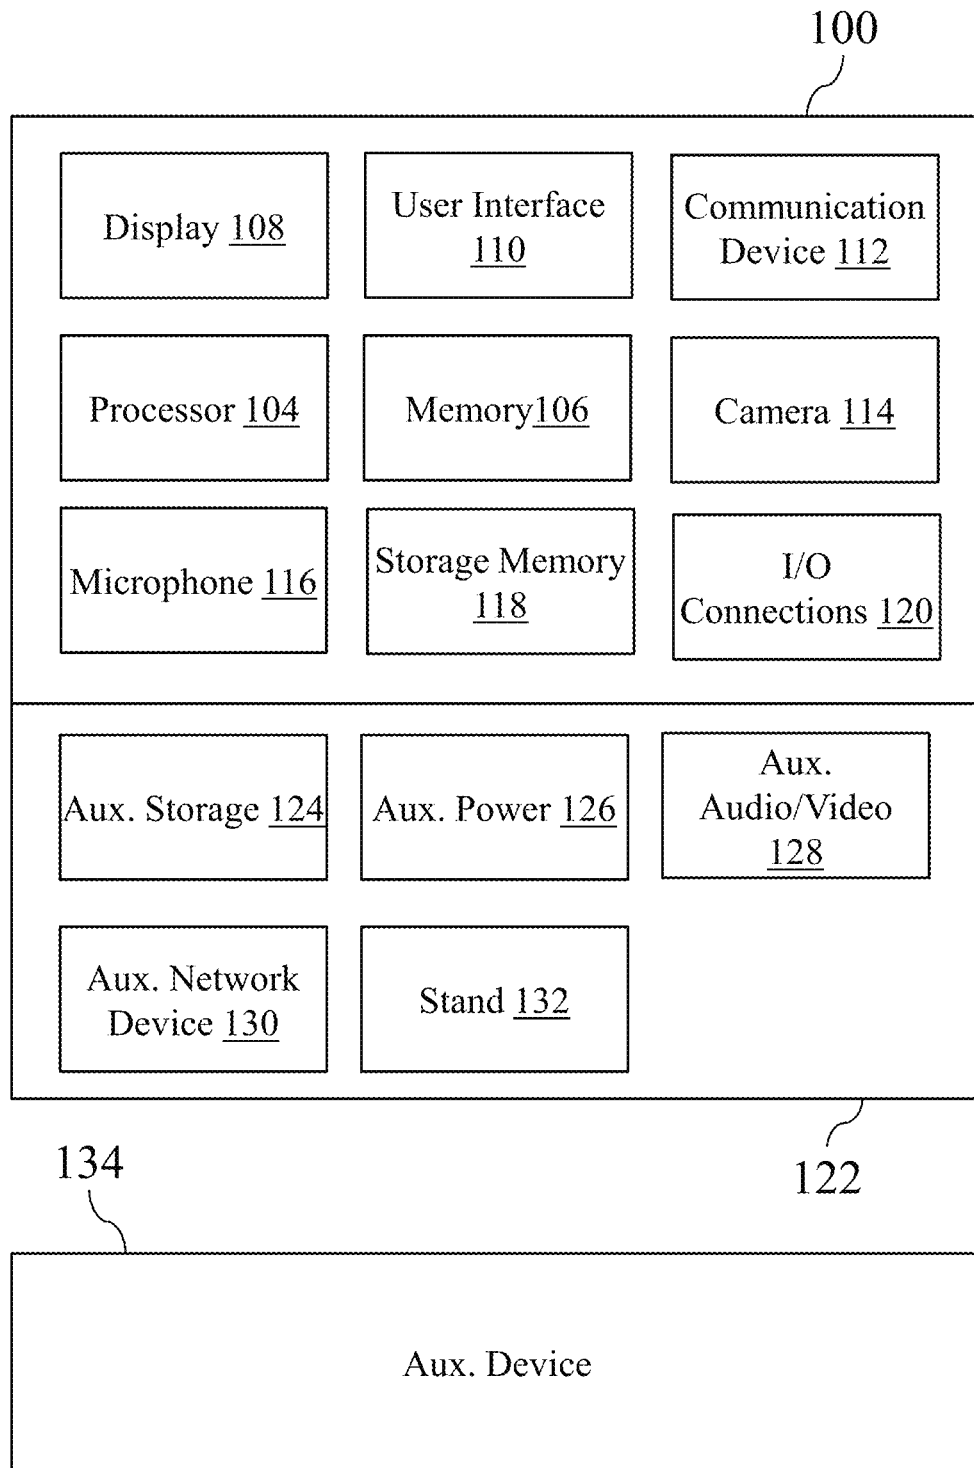 100
Display 108
User Interface
110
Communication
Device 112
Processor 104
Memory106
Camera 114
Microphone 116
Storage Memory
118
I/O
Connections 120
Aux. Storage 124
Aux. Power 126
Aux.
Audio/Video
128
Aux. Network
Device 130
Stand 132
134
122
Aux. Device